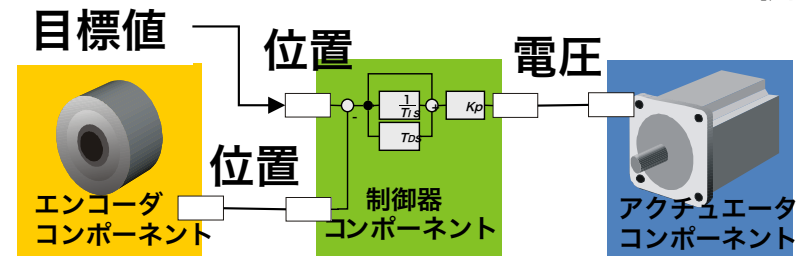 目標値
位置
電圧
1
TIs
TDs
Kp
+
-
位置
エンコーダ
コンポーネント
制御器
コンポーネント
アクチュエータ
コンポーネント